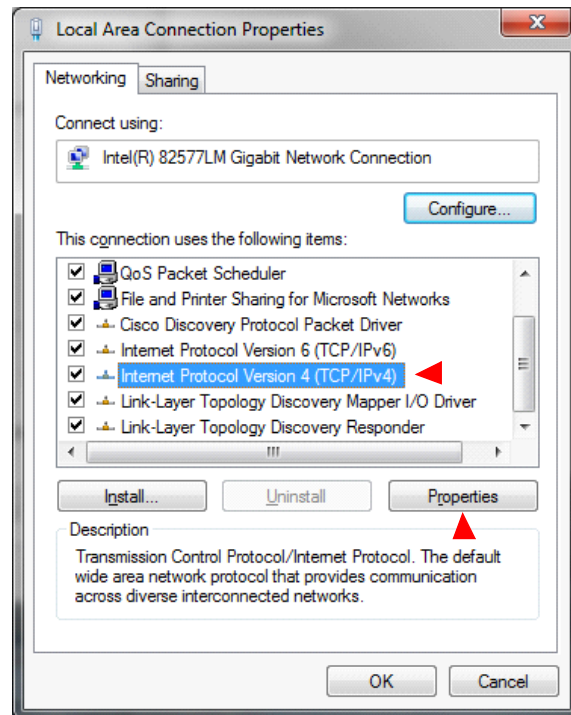 Local Area Connection Properties
Networking
Sharing
Connect using:
Intel(R) 82577LM Gigabit Network Connection
Configure...
This connection uses the following items:
QoS Packet Scheduler
File and Printer Sharing for Microsoft Networks
Cisco Discovery Protocol Packet Driver
Internet Protocol Version 6 (TCP/IPv6)
Internet Protocol Version 4 (TCP/IPv4)
Link-Layer Topology Discovery Mapper I/O Driver
Link-Layer Topology Discovery Responder
Install...
Uninstall
Properties
Description
Transmission Control Protocol/Internet Protocol. The default
wide area network protocol that provides communication
across diverse interconnected networks.
OK
Cancel